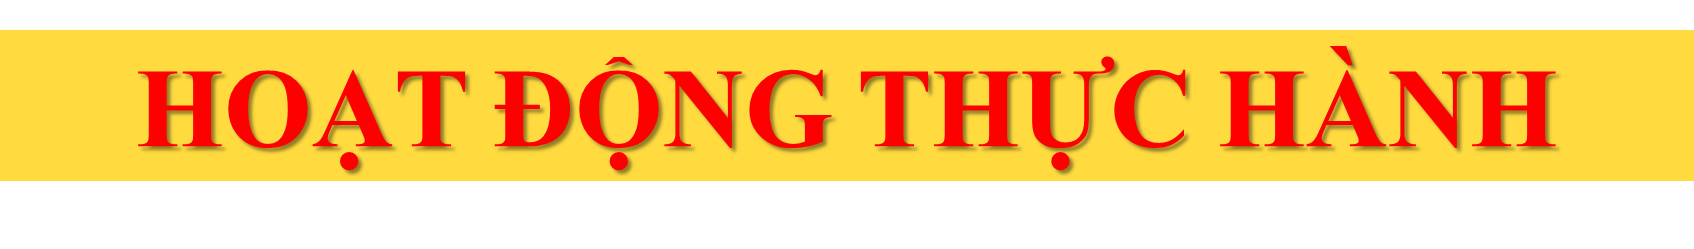 HOẠT ĐỘNG THỰC HÀNH